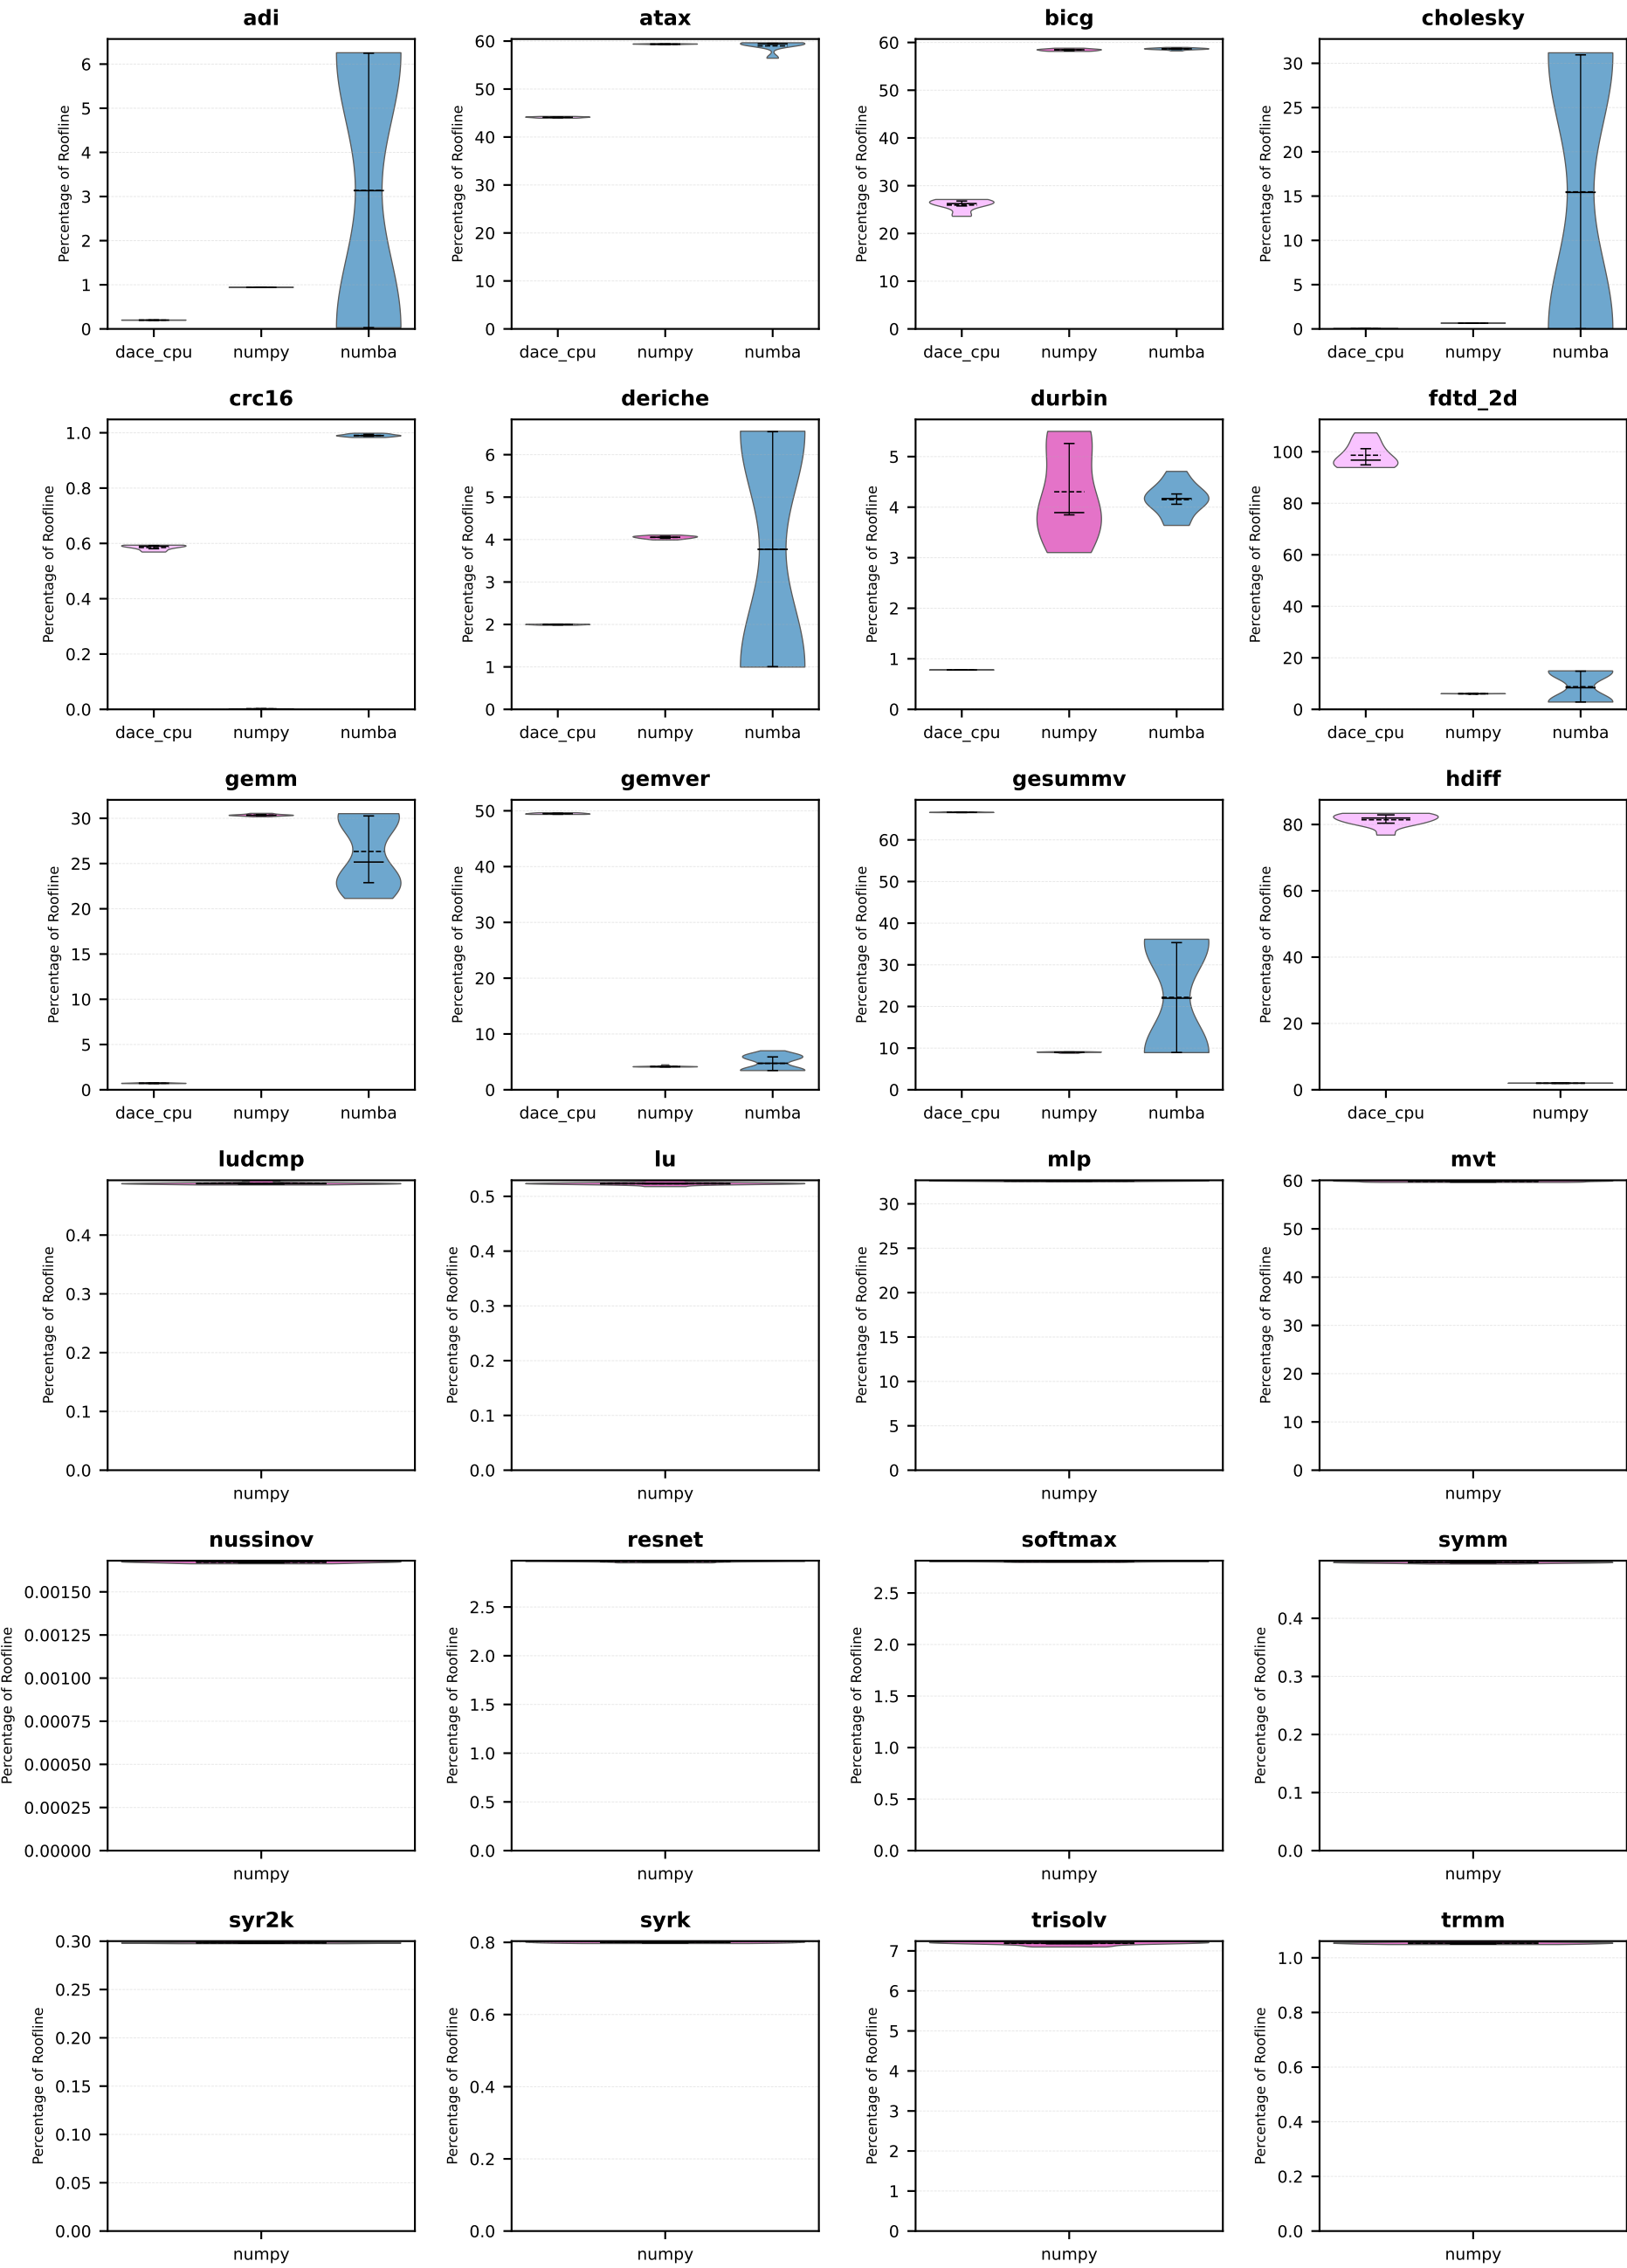 adi
atax
bicg
cholesky
Percentage of Roofline
6
5
4
3
2
1
0
dace_cpu numpy numba
Percentage of Roofline
60
50
40
30
20
10
0
dace_cpu numpy numba
Percentage of Roofline
60
50
40
30
20
10
0
dace_cpu numpy numba
Percentage of Roofline
30
25
20
15
10
5
0
dace_cpu numpy numba
crc16
deriche
durbin
fdtd_2d
Percentage of Roofline
1.0
0.8
0.6
0.4
0.2
0.0
dace_cpu numpy numba
Percentage of Roofline
6
5
4
3
2
1
0
dace_cpu numpy numba
Percentage of Roofline
5
4
3
2
1
0
dace_cpu numpy numba
Percentage of Roofline
100
80
60
40
20
0
dace_cpu numpy numba
gemm
gemver
gesummv
hdiff
Percentage of Roofline
30
25
20
15
10
5
0
dace_cpu numpy numba
Percentage of Roofline
50
40
30
20
10
0
dace_cpu numpy numba
Percentage of Roofline
60
50
40
30
20
10
0
dace_cpu numpy numba
Percentage of Roofline
80
60
40
20
0
dace_cpu numpy
ludcmp
lu
mlp
mvt
Percentage of Roofline
0.4
0.3
0.2
0.1
0.0
numpy
Percentage of Roofline
0.5
0.4
0.3
0.2
0.1
0.0
numpy
Percentage of Roofline
30
25
20
15
10
5
0
numpy
Percentage of Roofline
60
50
40
30
20
10
0
numpy
nussinov
resnet
softmax
symm
Percentage of Roofline
0.00150
0.00125
0.00100
0.00075
0.00050
0.00025
0.00000
numpy
Percentage of Roofline
2.5
2.0
1.5
1.0
0.5
0.0
numpy
Percentage of Roofline
2.5
2.0
1.5
1.0
0.5
0.0
numpy
Percentage of Roofline
0.4
0.3
0.2
0.1
0.0
numpy
syr2k
syrk
trisolv
trmm
Percentage of Roofline
0.30
0.25
0.20
0.15
0.10
0.05
0.00
numpy
Percentage of Roofline
0.8
0.6
0.4
0.2
0.0
numpy
Percentage of Roofline
7
6
5
4
3
2
1
0
numpy
Percentage of Roofline
1.0
0.8
0.6
0.4
0.2
0.0
numpy